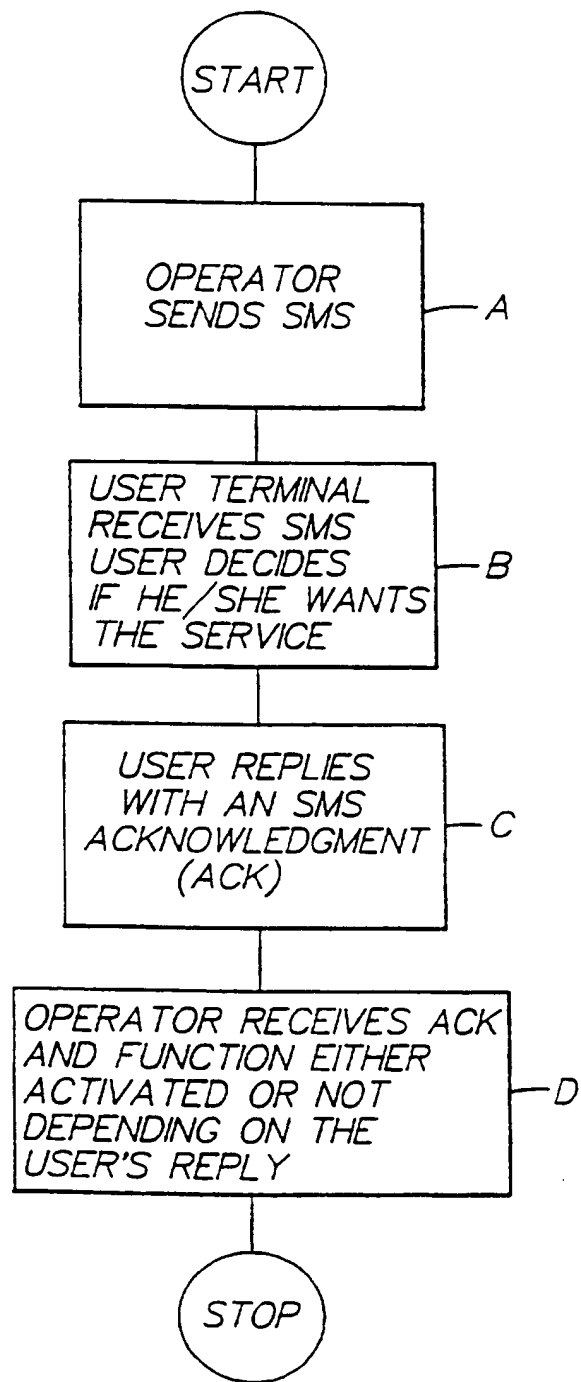 START
OPERATOR
SENDS SMS
A
USER TERMINAL
RECEIVES SMS
USER DECIDES
IF HE/SHE WANTS
THE SERVICE
B
USER REPLIES
WITH AN SMS
ACKNOWLEDGMENT
(ACK)
C
OPERATOR RECEIVES ACK
AND FUNCTION EITHER
ACTIVATED OR NOT
DEPENDING ON THE
USER'S REPLY
D
STOP